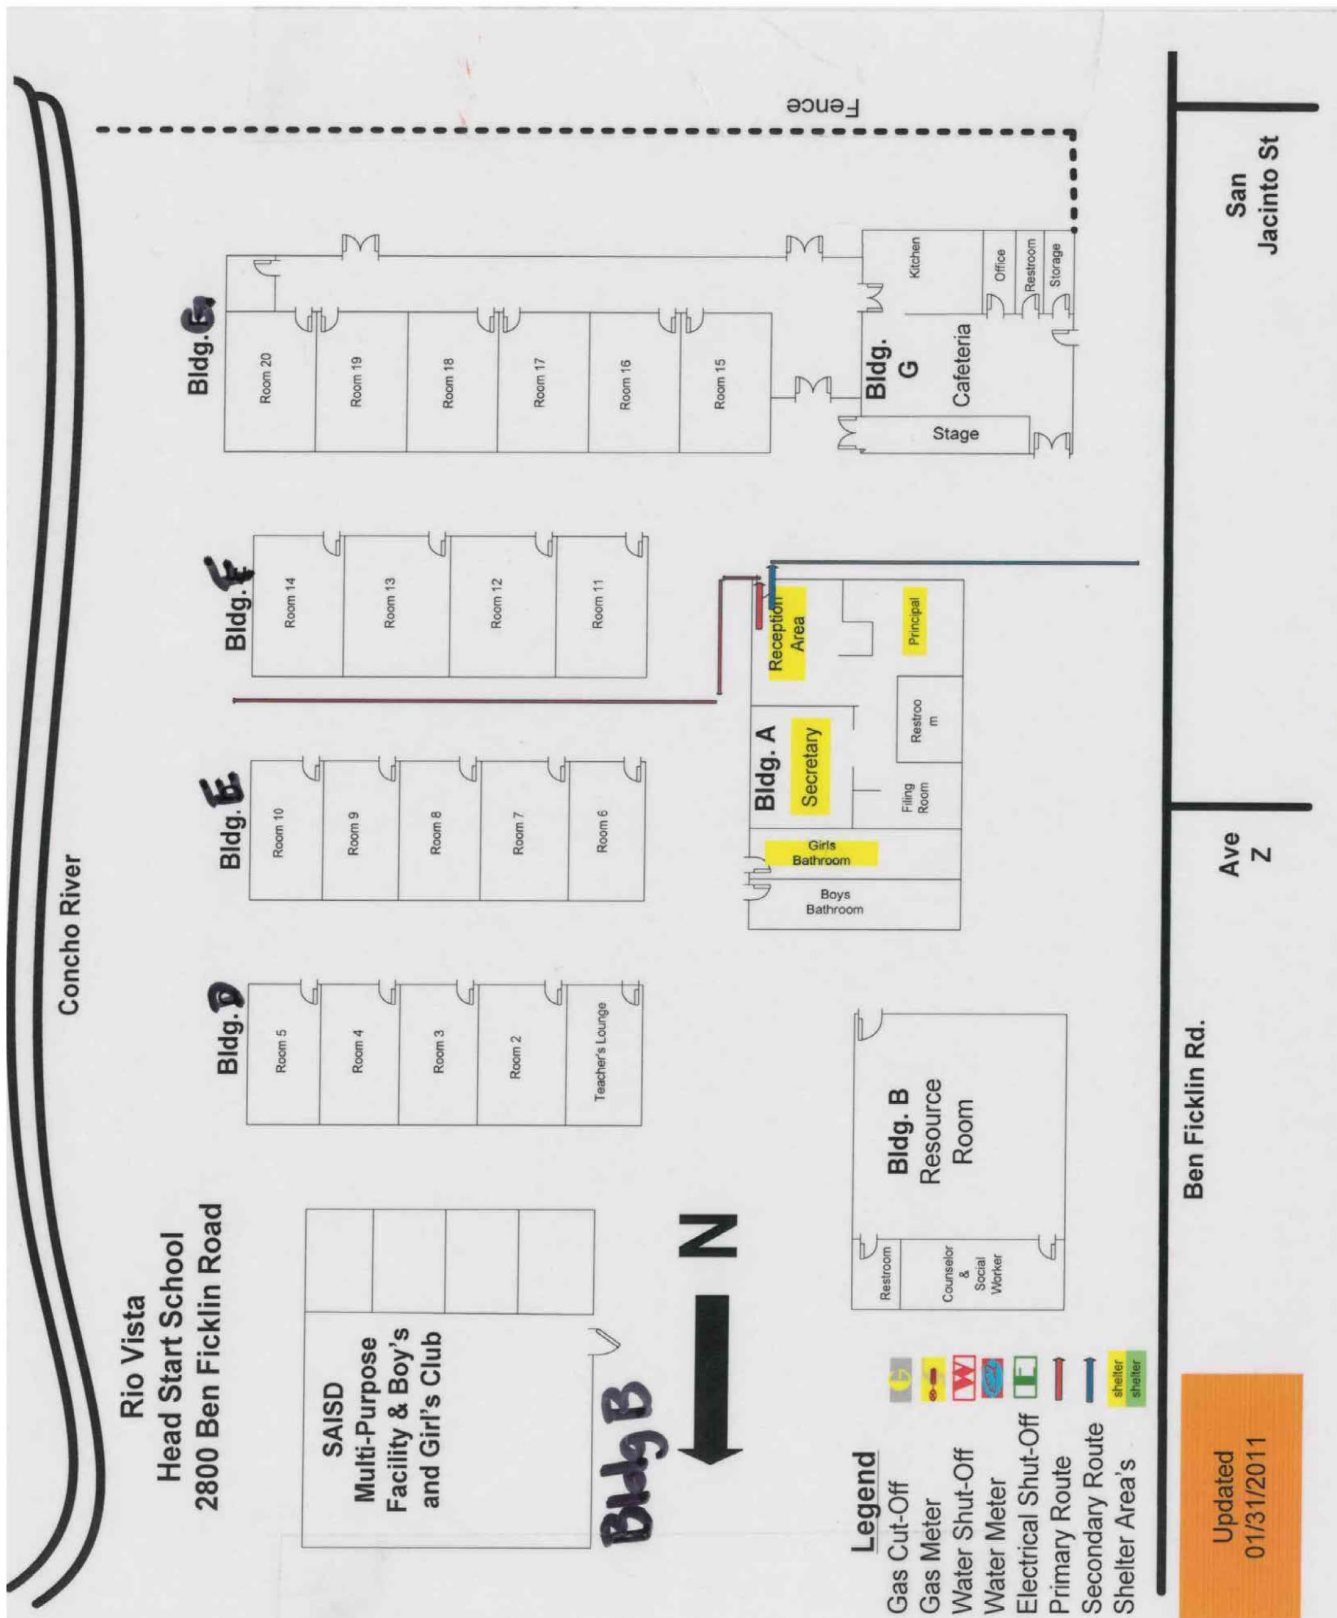 Rio Vista
Head Start School
2800 Ben Ficklin Road
Concho River
Fence
SAISD
Multi-Purpose
Facility & Boy's
and Girl's Club
Bldg B
N
Bldg. D
Room 5
Room 4
Room 3
Room 2
Teacher's Lounge
Bldg. E
Room 10
Room 9
Room 8
Room 7
Room 6
Bldg. F
Room 14
Room 13
Room 12
Room 11
Bldg. G
Room 20
Room 19
Room 18
Room 17
Room 16
Room 15
Bldg.
G
Cafeteria
Stage
Kitchen
Office
Restroom
Storage
Bldg. A
Reception
Area
Principal
Secretary
Restroo
m
Filing
Room
Girls
Bathroom
Boys
Bathroom
Bldg. B
Resource
Room
Restroom
Counselor
&
Social
Worker
Legend
Gas Cut-Off G
Gas Meter
Water Shut-Off W
Water Meter
Electrical Shut-Off E
Primary Route
Secondary Route
Shelter Area's shelter
shelter
Ben Ficklin Rd.
Ave
Z
San
Jacinto St
Updated
01/31/2011